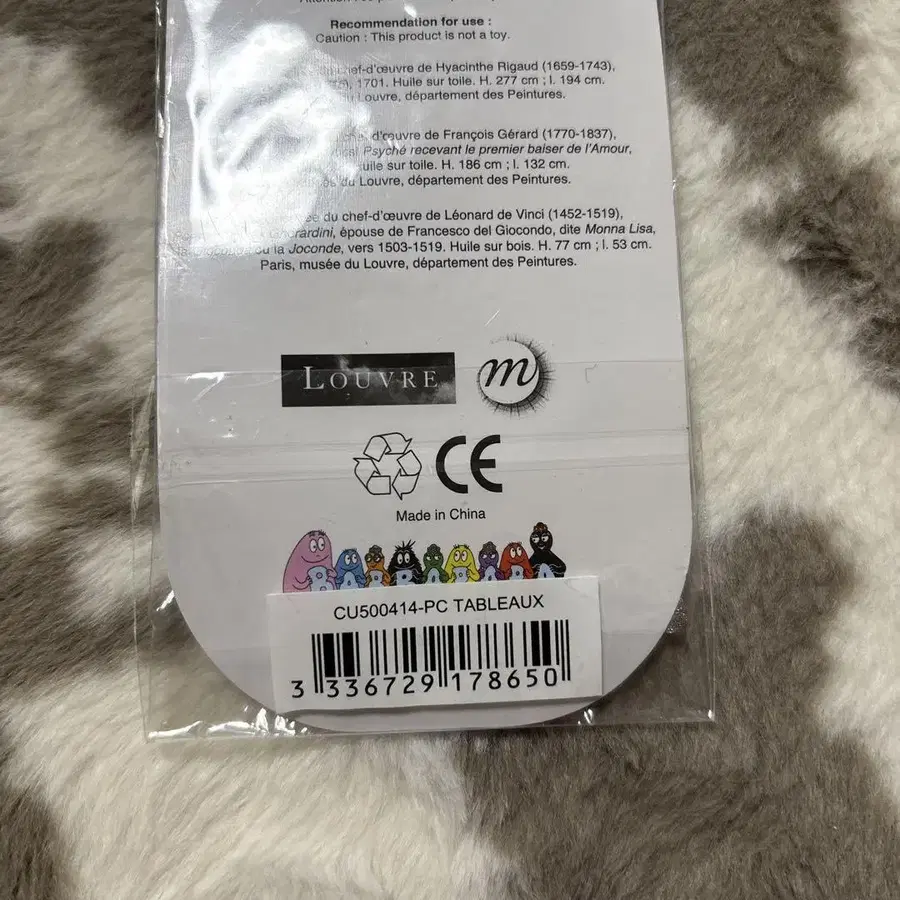 Recommendation for use :
Caution : This product is not a toy.
chef-d'œuvre de Hyacinthe Rigaud (1659-1743),
1701. Huile sur toile. H. 277 cm ; l. 194 cm.
Louvre, département des Peintures.
d'œuvre de François Gérard (1770-1837),
Psyché recevant le premier baiser de l'Amour,
Huile sur toile. H. 186 cm ; l. 132 cm.
du Louvre, département des Peintures.
du chef-d'œuvre de Léonard de Vinci (1452-1519),
Gherardini, épouse de Francesco del Giocondo, dite Monna Lisa,
ou la Joconde, vers 1503-1519. Huile sur bois. H. 77 cm ; l. 53 cm.
Paris, musée du Louvre, département des Peintures.
LOUVRE m
CE
Made in China
BARBAPAPA
CU500414-PC TABLEAUX
3 336729 178650